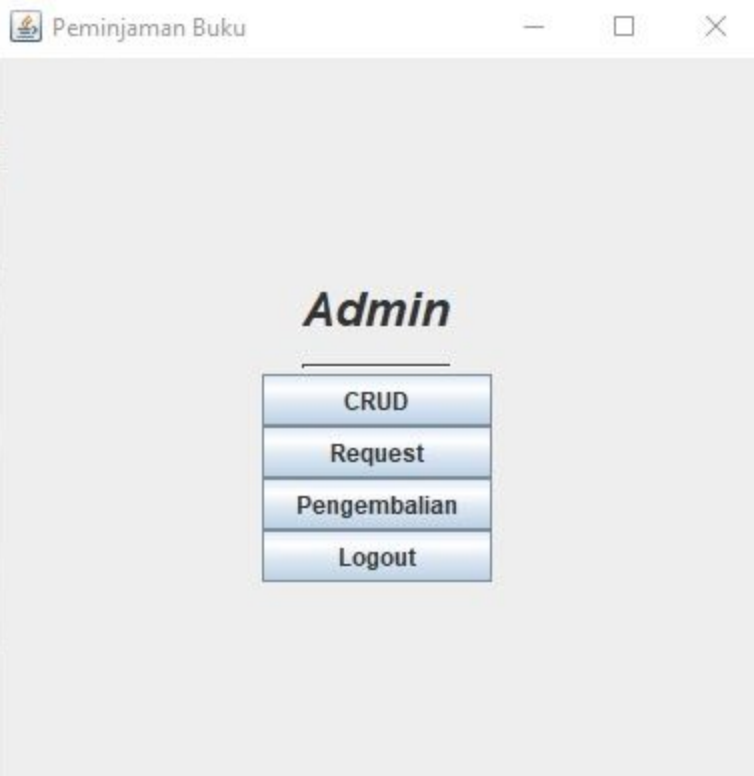 Peminjaman Buku
Admin
CRUD
Request
Pengembalian
Logout